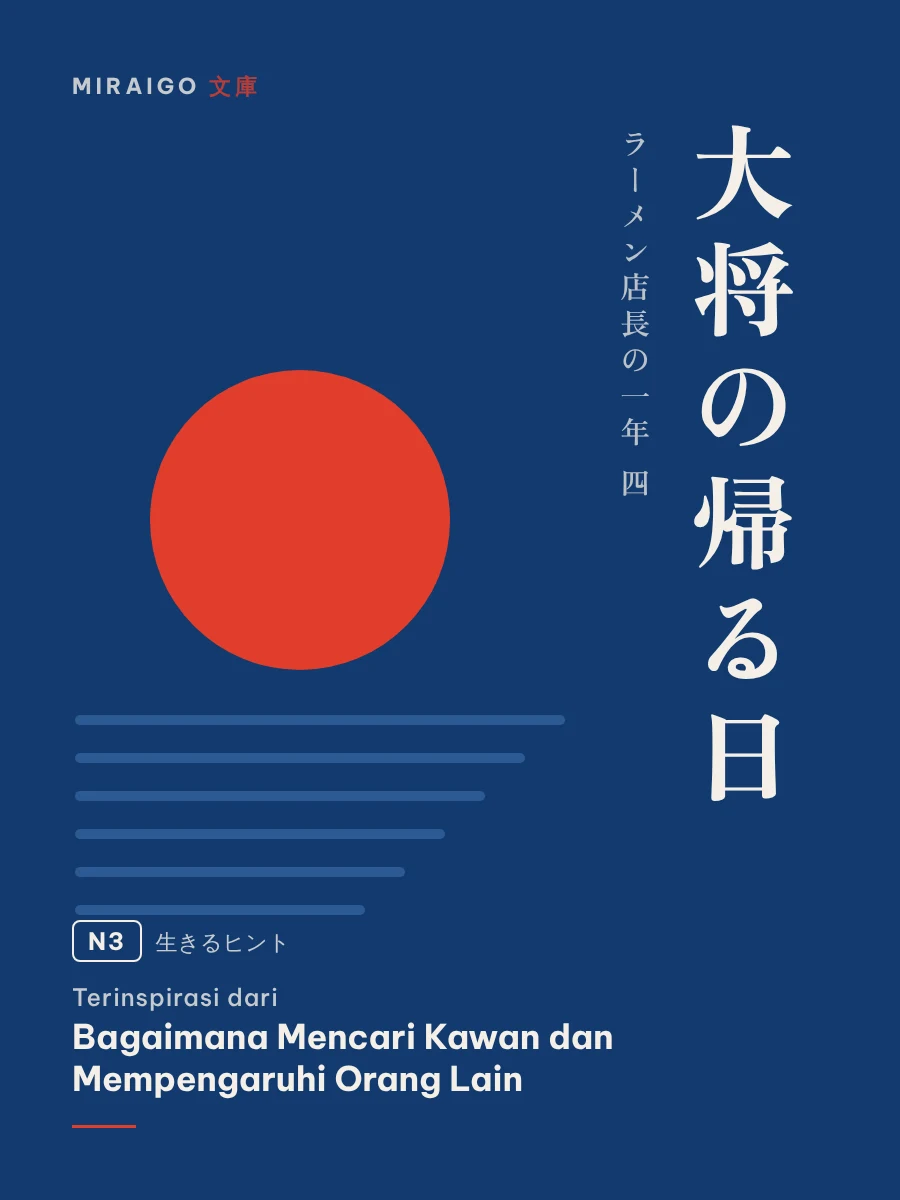 MIRAIGO 文庫
大将の帰る日
ラーメン店長の一年 四
N3 生きるヒント
Terinspirasi dari
Bagaimana Mencari Kawan dan
Mempengaruhi Orang Lain